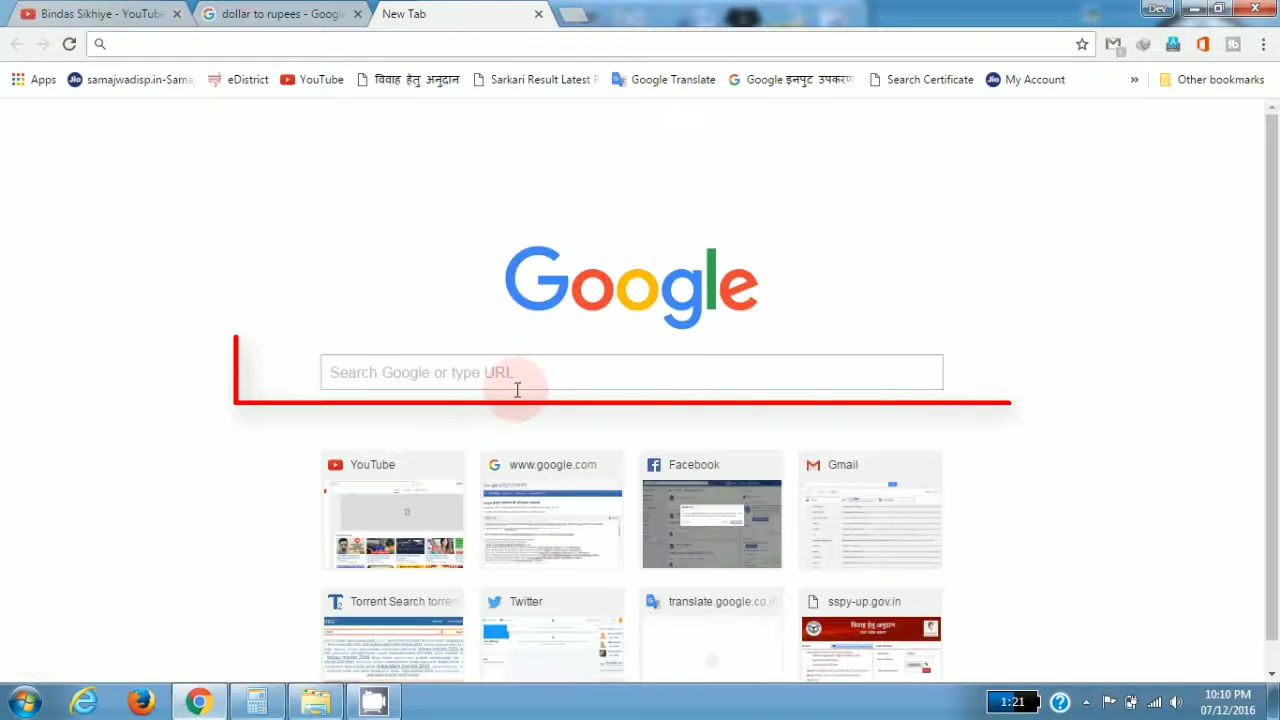 Bindas Sikhiye - YouTube
dollar to rupees - Google
New Tab
Dev
Apps
samajwadisp.in-Sama
eDistrict
YouTube
विवाह हेतु अनुदान
Sarkari Result Latest R
Google Translate
Google इनपुट उपकरण
Search Certificate
My Account
»
Other bookmarks
Google
Search Google or type URL
YouTube
www.google.com
Facebook
Gmail
Torrent Search torren
Twitter
translate.google.co.in
sspy-up.gov.in
विवाह हेतु अनुदान
1:21
10:10 PM
07/12/2016